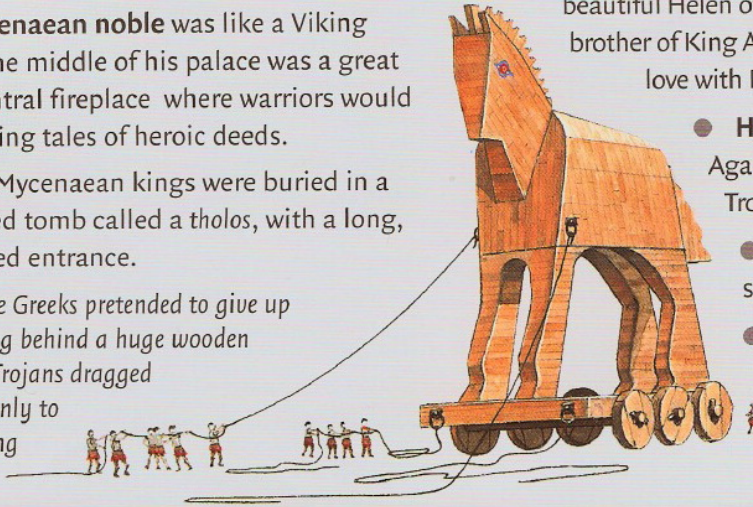 enaean noble was like a Viking
e middle of his palace was a great
ntral fireplace where warriors would
ing tales of heroic deeds.
Mycenaean kings were buried in a
ed tomb called a tholos, with a long,
ed entrance.
e Greeks pretended to give up
g behind a huge wooden
Trojans dragged
nly to
ng
beautiful Helen o
brother of King A
love with
H
Aga
Tro
s